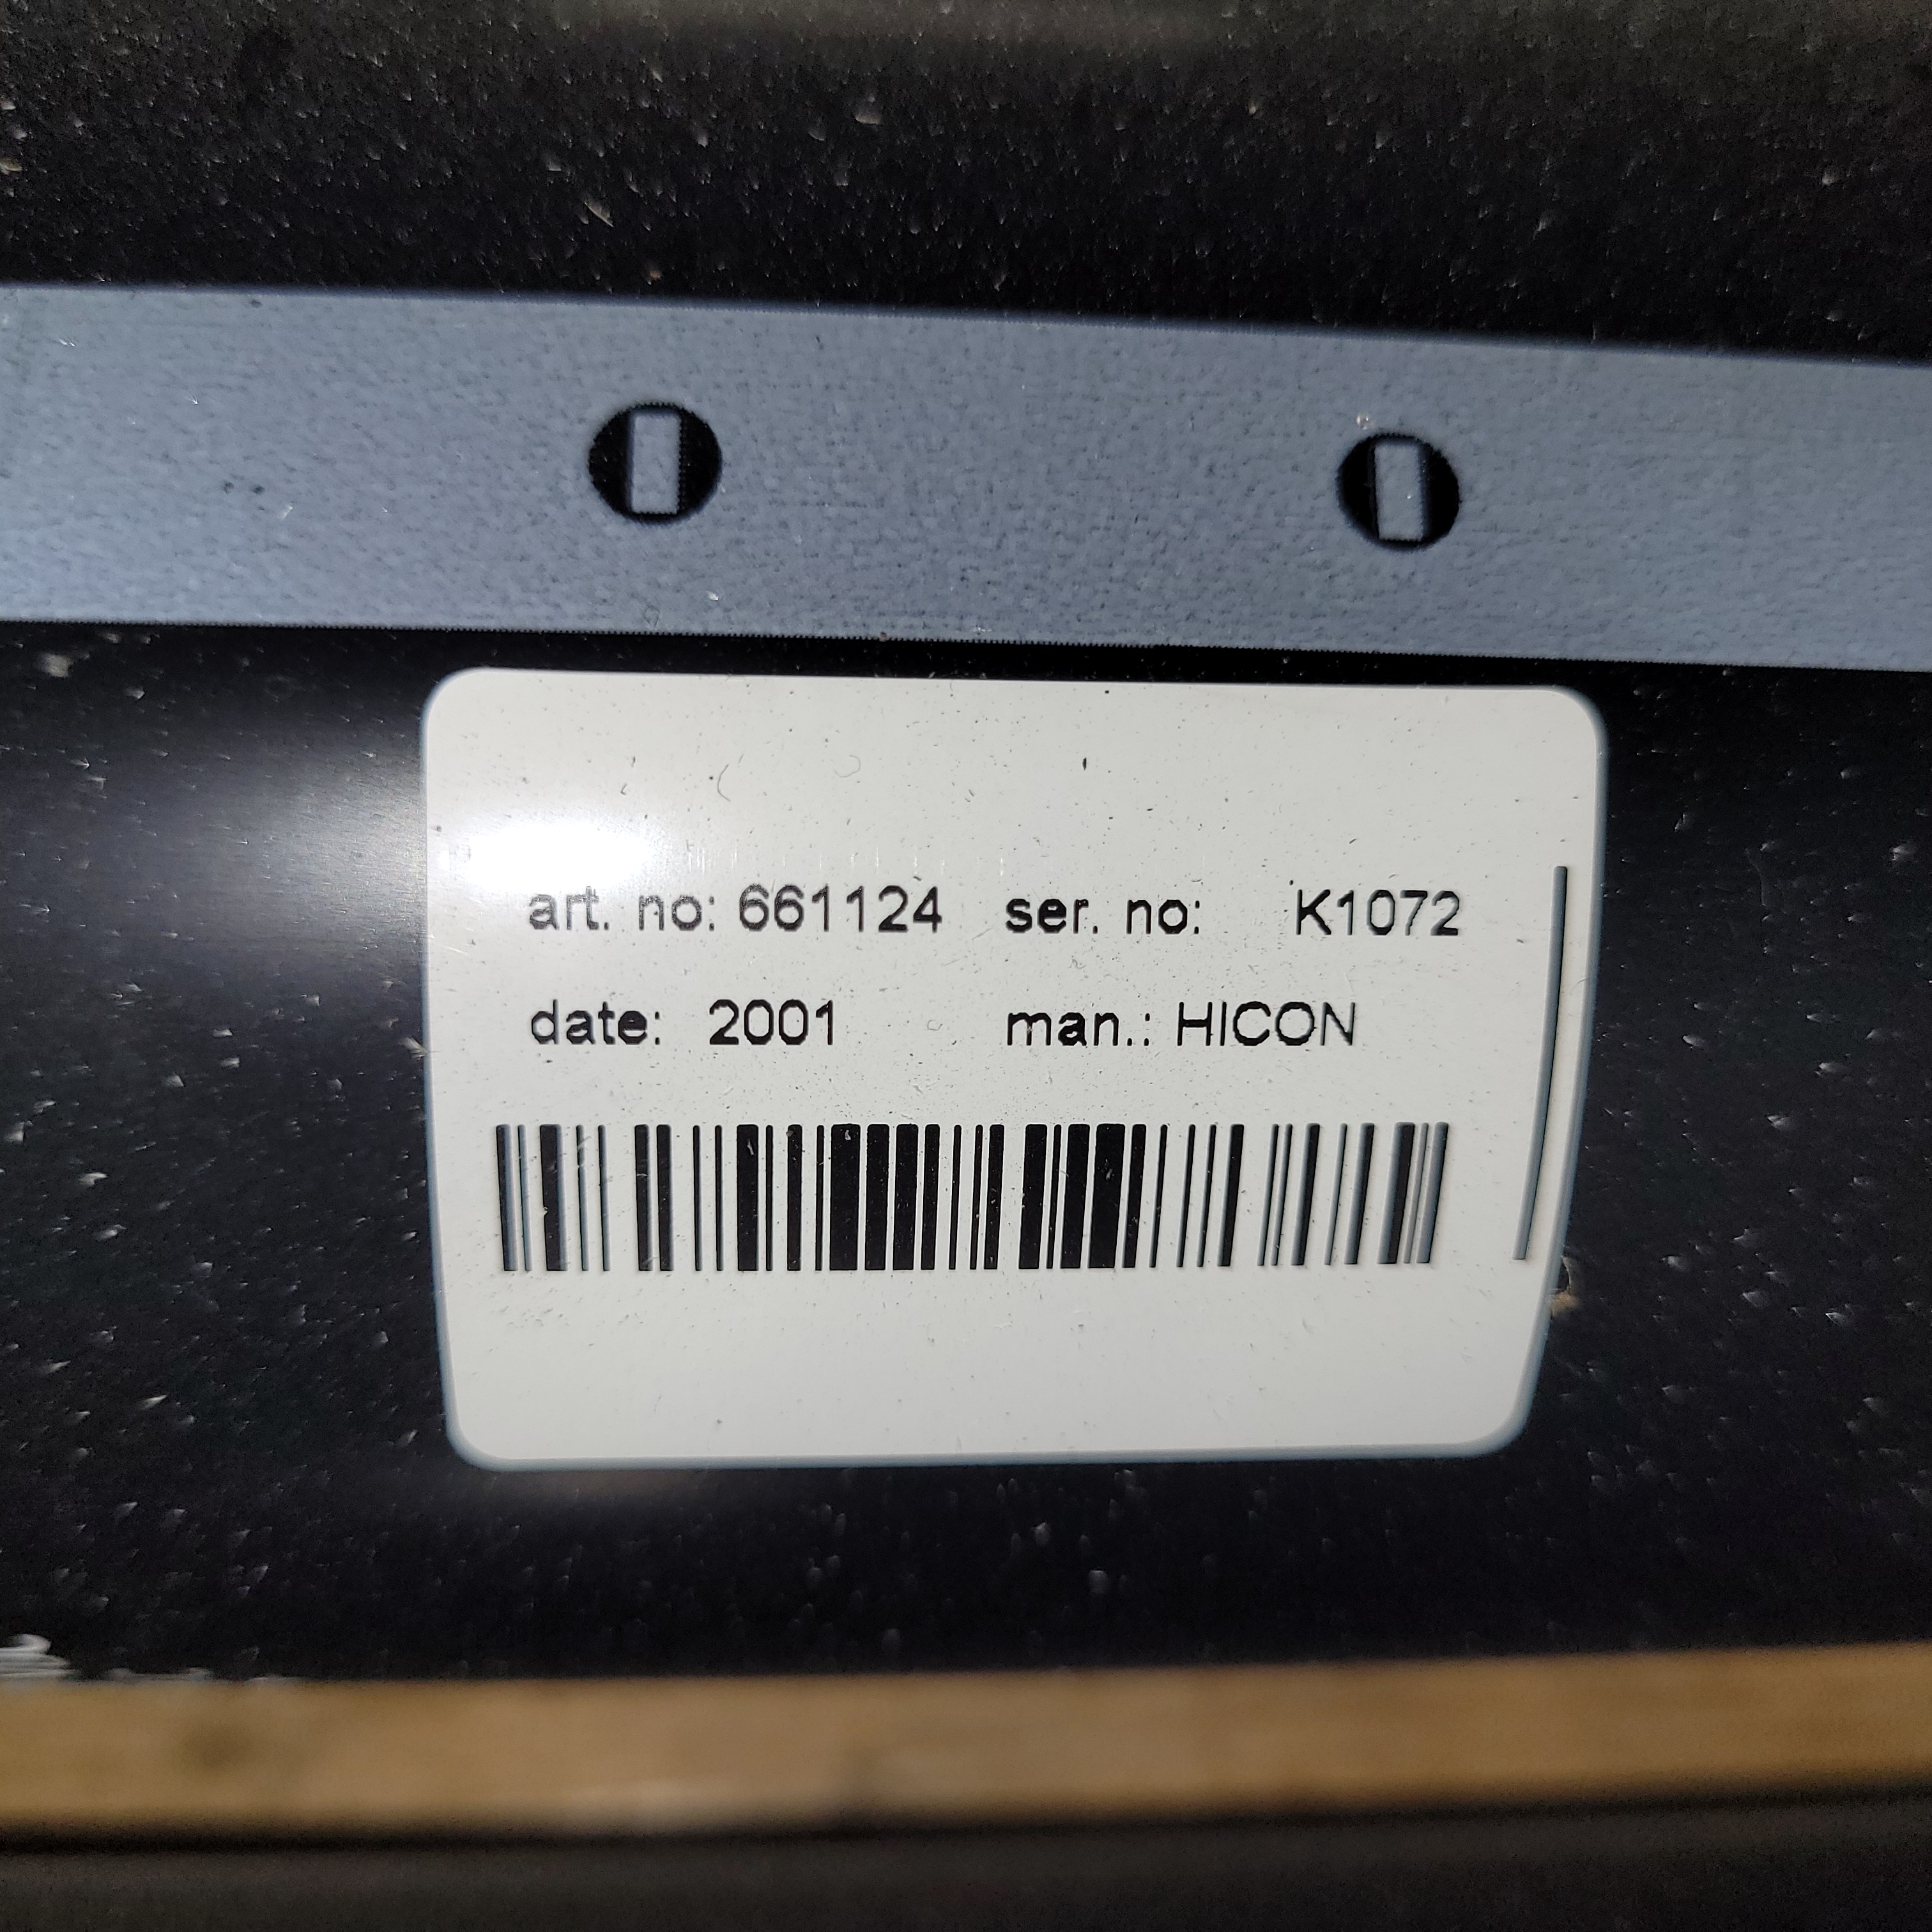 art. no: 661124 ser. no: K1072
date: 2001 man.: HICON